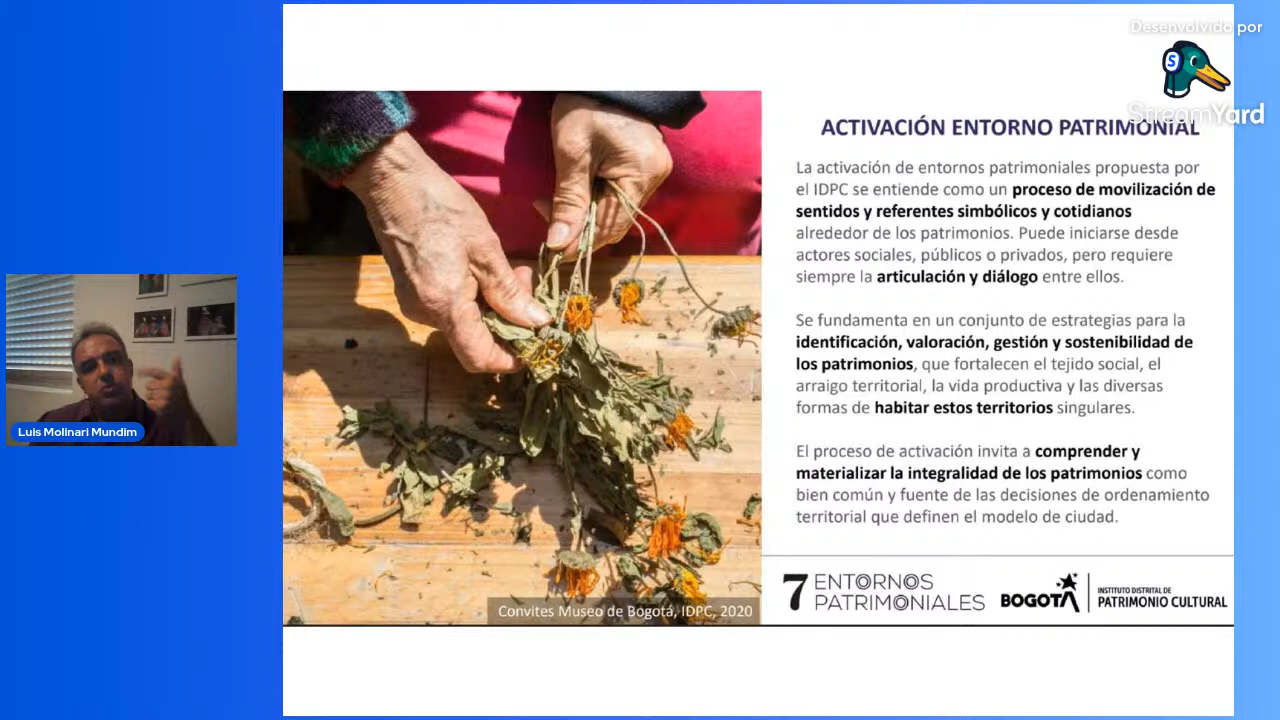 Desenvolvido por
StreamYard
ACTIVACIÓN ENTORNO PATRIMONIAL
La activación de entornos patrimoniales propuesta por
el IDPC se entiende como un proceso de movilización de
sentidos y referentes simbólicos y cotidianos
alrededor de los patrimonios. Puede iniciarse desde
actores sociales, públicos o privados, pero requiere
siempre la articulación y diálogo entre ellos.
Se fundamenta en un conjunto de estrategias para la
identificación, valoración, gestión y sostenibilidad de
los patrimonios, que fortalecen el tejido social, el
arraigo territorial, la vida productiva y las diversas
formas de habitar estos territorios singulares.
El proceso de activación invita a comprender y
materializar la integralidad de los patrimonios como
bien común y fuente de las decisiones de ordenamiento
territorial que definen el modelo de ciudad.
Luis Molinari Mundim
Convites Museo de Bogotá, IDPC, 2020
7 ENTORNOS
PATRIMONIALES
BOGOTÁ
INSTITUTO DISTRITAL DE
PATRIMONIO CULTURAL